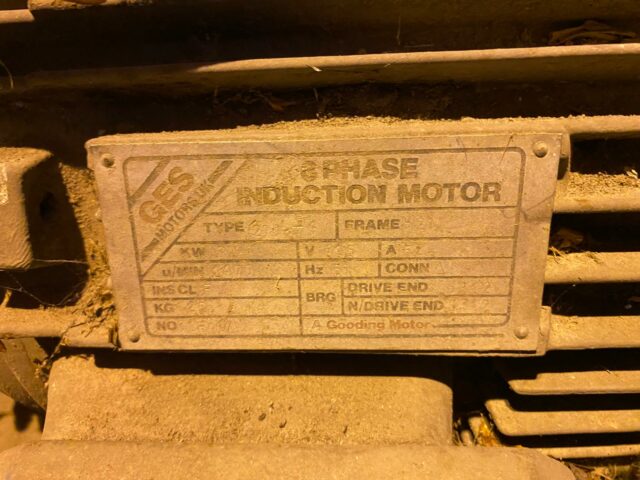 GES
MOTORS UK
3 PHASE
INDUCTION MOTOR
TYPE
FRAME
KW
V
A
u/MIN
Hz
CONN
INS CL
BRG
DRIVE END
KG
N/DRIVE END
NO
A Gooding Motor